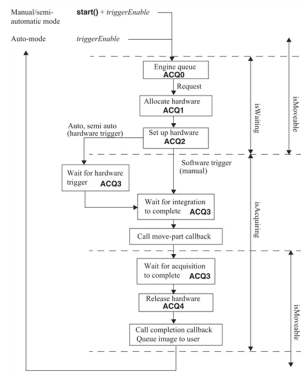 Manual/semi-
automatic mode
start() + triggerEnable
Auto-mode
triggerEnable
Engine queue
ACQ0
Request
Allocate hardware
ACQ1
Auto, semi auto
(hardware trigger)
Set up hardware
ACQ2
isWaiting
isMoveable
Wait for hardware
trigger ACQ3
Software trigger
(manual)
Wait for integration
to complete ACQ3
isAcquiring
Call move-part callback
Wait for acquisition
to complete ACQ3
Release hardware
ACQ4
isMoveable
Call completion callback
Queue image to user